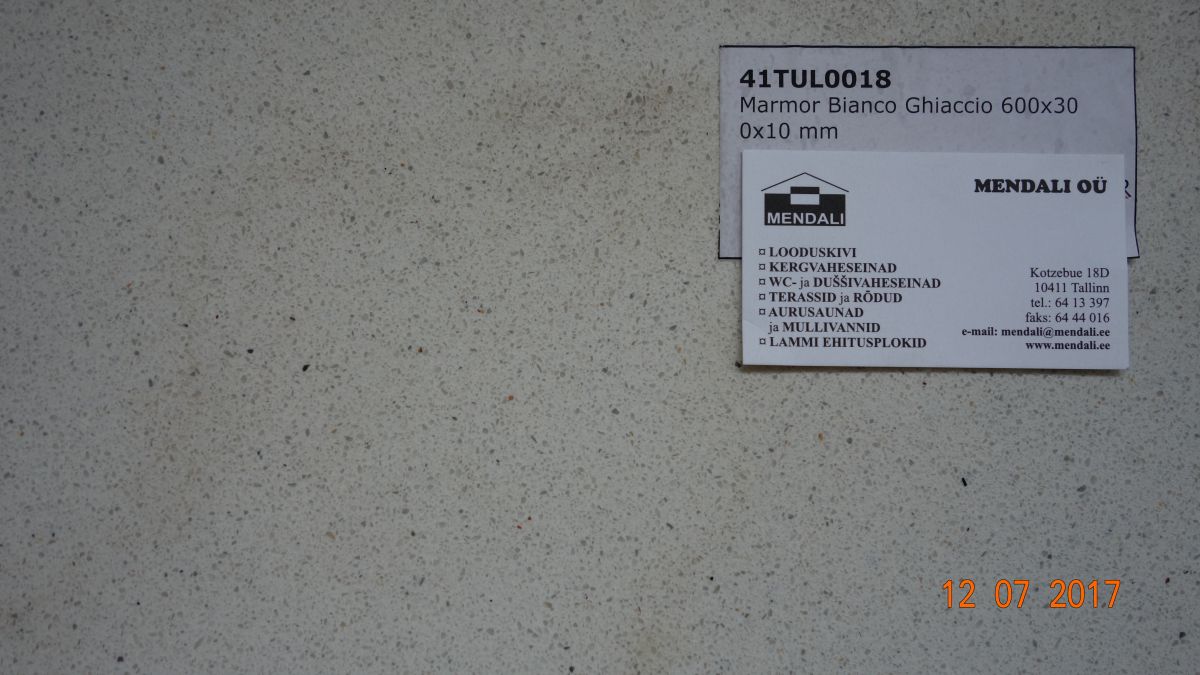 41TUL0018
Marmor Bianco Ghiaccio 600x30
0x10 mm
MENDALI
MENDALI OÜ
¤ LOODUSKIVI
¤ KERGVAHESEINAD
¤ WC- ja DUŠŠIVAHESEINAD
¤ TERASSID ja RÕDUD
¤ AURUSAUNAD
ja MULLIVANNID
¤ LAMMI EHITUSPLOKID
Kotzebue 18D
10411 Tallinn
tel.: 64 13 397
faks: 64 44 016
e-mail: mendali@mendali.ee
www.mendali.ee
12 07 2017